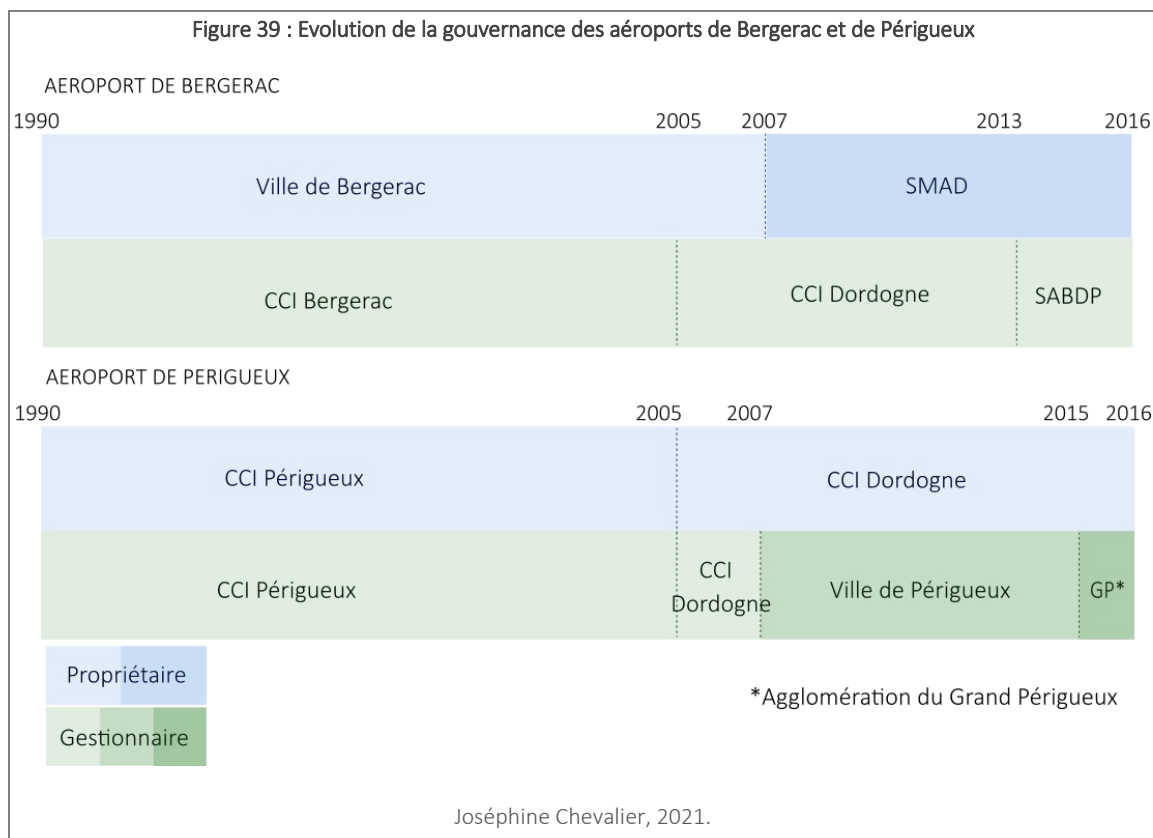 Figure 39 : Evolution de la gouvernance des aéroports de Bergerac et de Périgueux
AEROPORT DE BERGERAC
1990 2005 2007 2013 2016
Ville de Bergerac SMAD
CCI Bergerac CCI Dordogne SABDP
AEROPORT DE PERIGUEUX
1990 2005 2007 2015 2016
CCI Périgueux CCI Dordogne
CCI Périgueux CCI Dordogne Ville de Périgueux GP*
Propriétaire
*Agglomération du Grand Périgueux
Gestionnaire
Joséphine Chevalier, 2021.